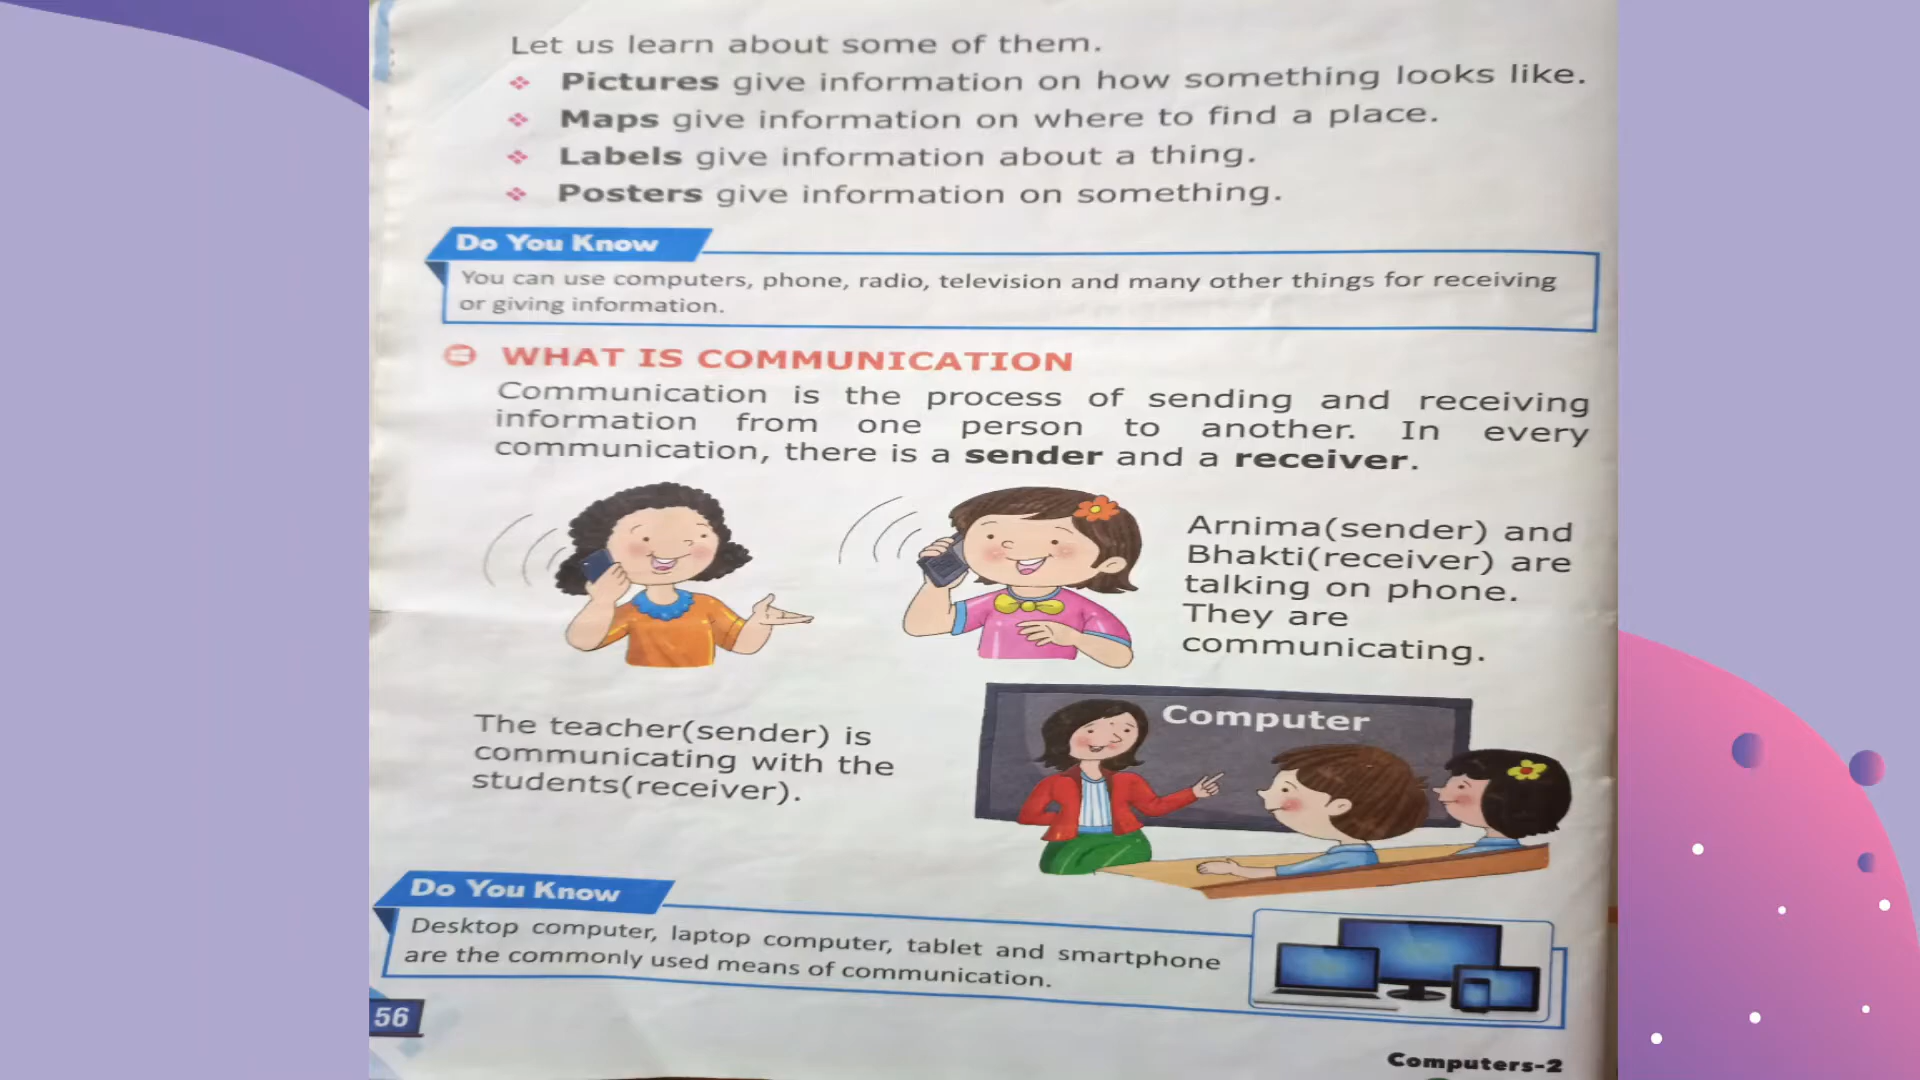 Let us learn about some of them.
Pictures give information on how something looks like.
Maps give information on where to find a place.
Labels give information about a thing.
Posters give information on something.
Do You Know
You can use computers, phone, radio, television and many other things for receiving
or giving information.
WHAT IS COMMUNICATION
Communication is the process of sending and receiving
information from one person to another. In every
communication, there is a sender and a receiver.
Arnima(sender) and
Bhakti(receiver) are
talking on phone.
They are
communicating.
Computer
The teacher(sender) is
communicating with the
students(receiver).
Do You Know
Desktop computer, laptop computer, tablet and smartphone
are the commonly used means of communication.
56
Computers-2